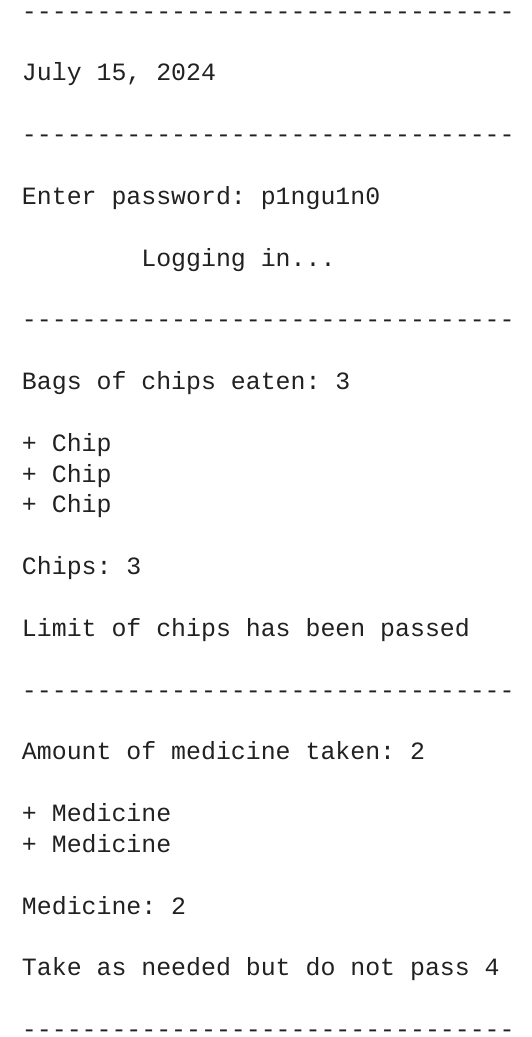 ---------------------------------
July 15, 2024
---------------------------------
Enter password: p1ngu1n0
        Logging in...
---------------------------------
Bags of chips eaten: 3
+ Chip
+ Chip
+ Chip
Chips: 3
Limit of chips has been passed
---------------------------------
Amount of medicine taken: 2
+ Medicine
+ Medicine
Medicine: 2
Take as needed but do not pass 4
---------------------------------